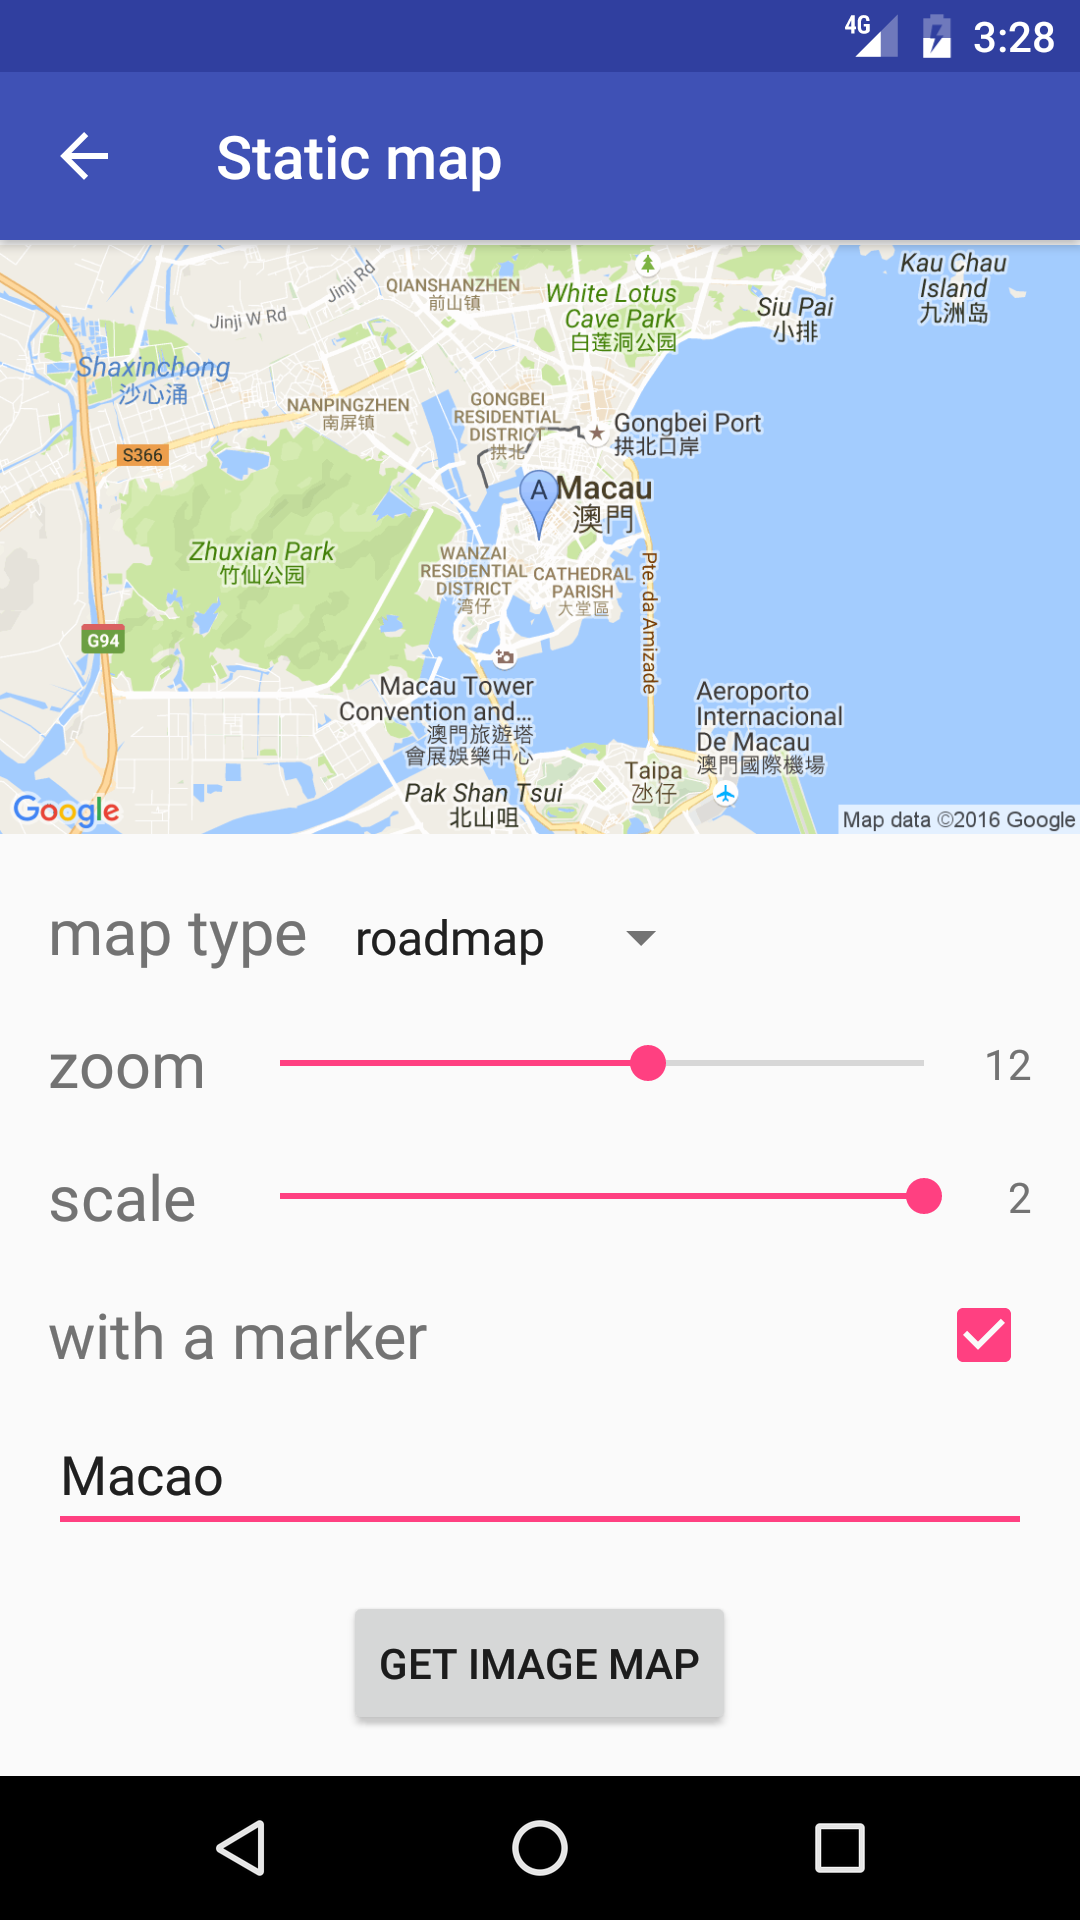 4G 3:28
Static map
Kau Chau
Island
九洲岛
Jinji Rd
QIANSHANZHEN
前山镇
White Lotus
Cave Park
白莲洞公园
Siu Pai
小排
Jinji W Rd
Shaxinchong
沙心涌
NANPINGZHEN
南屏镇
GONGBEI
RESIDENTIAL
DISTRICT
拱北
Gongbei Port
拱北口岸
S366
A
Macau
澳門
Zhuxian Park
竹仙公园
WANZAI
RESIDENTIAL
DISTRICT
湾仔
CATHEDRAL
PARISH
大堂區
Pte. da Amizade
G94
Macau Tower
Convention and...
澳門旅遊塔
會展娛樂中心
Aeroporto
Internacional
De Macau
澳門國際機場
Taipa
氹仔
Pak Shan Tsui
北山咀
Google
Map data ©2016 Google
map type roadmap
zoom 12
scale 2
with a marker
Macao
GET IMAGE MAP